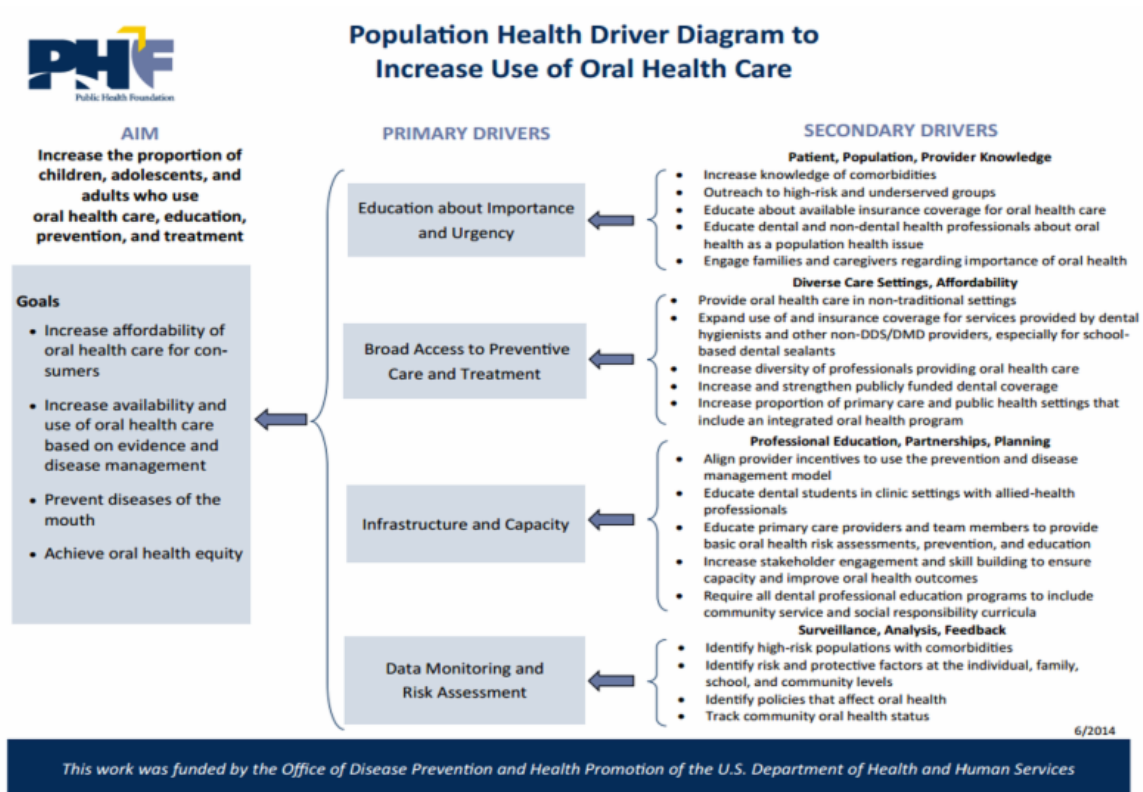 PHF
Public Health Foundation
Population Health Driver Diagram to
Increase Use of Oral Health Care
AIM
Increase the proportion of
children, adolescents, and
adults who use
oral health care, education,
prevention, and treatment
Goals
• Increase affordability of
oral health care for con-
sumers
• Increase availability and
use of oral health care
based on evidence and
disease management
• Prevent diseases of the
mouth
• Achieve oral health equity
PRIMARY DRIVERS
Education about Importance
and Urgency
Broad Access to Preventive
Care and Treatment
Infrastructure and Capacity
Data Monitoring and
Risk Assessment
SECONDARY DRIVERS
Patient, Population, Provider Knowledge
• Increase knowledge of comorbidities
• Outreach to high-risk and underserved groups
• Educate about available insurance coverage for oral health care
• Educate dental and non-dental health professionals about oral
health as a population health issue
• Engage families and caregivers regarding importance of oral health
Diverse Care Settings, Affordability
• Provide oral health care in non-traditional settings
• Expand use of and insurance coverage for services provided by dental
hygienists and other non-DDS/DMD providers, especially for school-
based dental sealants
• Increase diversity of professionals providing oral health care
• Increase and strengthen publicly funded dental coverage
• Increase proportion of primary care and public health settings that
include an integrated oral health program
Professional Education, Partnerships, Planning
• Align provider incentives to use the prevention and disease
management model
• Educate dental students in clinic settings with allied-health
professionals
• Educate primary care providers and team members to provide
basic oral health risk assessments, prevention, and education
• Increase stakeholder engagement and skill building to ensure
capacity and improve oral health outcomes
• Require all dental professional education programs to include
community service and social responsibility curricula
Surveillance, Analysis, Feedback
• Identify high-risk populations with comorbidities
• Identify risk and protective factors at the individual, family,
school, and community levels
• Identify policies that affect oral health
• Track community oral health status
6/2014
This work was funded by the Office of Disease Prevention and Health Promotion of the U.S. Department of Health and Human Services